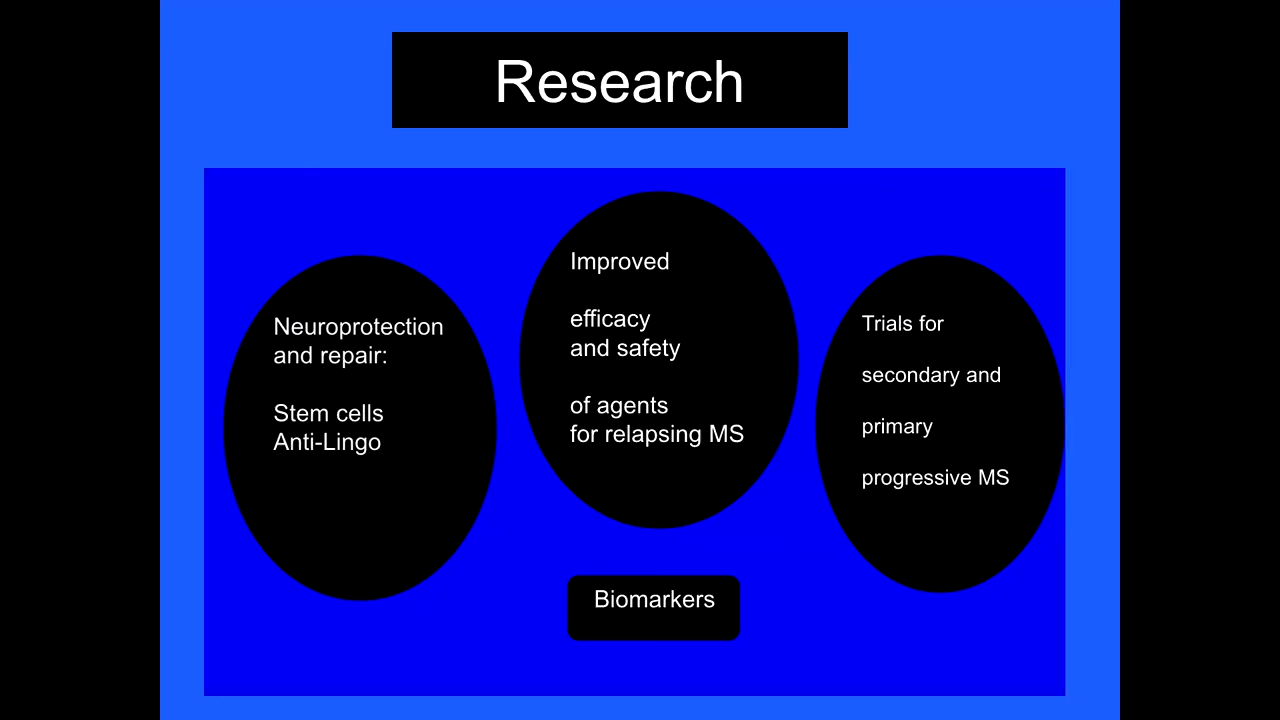 Research
Neuroprotection
and repair:
Stem cells
Anti-Lingo
Improved
efficacy
and safety
of agents
for relapsing MS
Trials for
secondary and
primary
progressive MS
Biomarkers